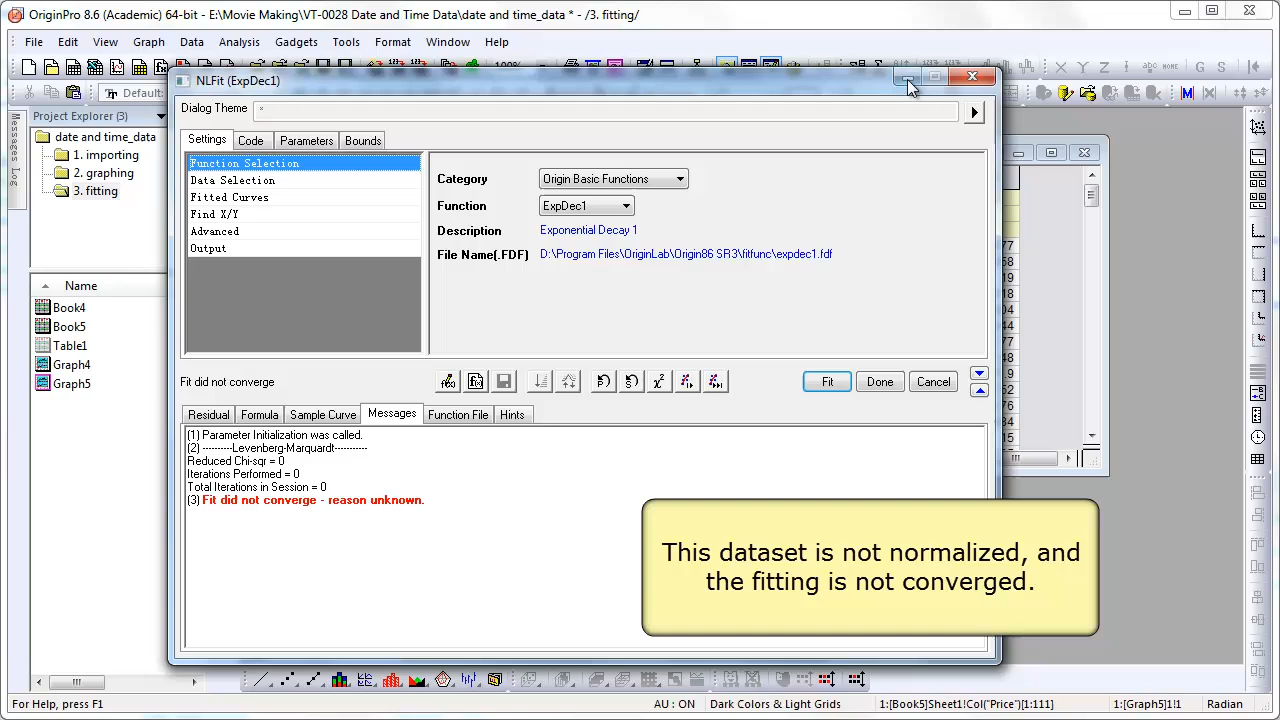 OriginPro 8.6 (Academic) 64-bit - E:\Movie Making\VT-0028 Date and Time Data\date and time_data * - /3. fitting/
File Edit View Graph Data Analysis Gadgets Tools Format Window Help
Default:
Project Explorer (3)
date and time_data
1. importing
2. graphing
3. fitting
Messages Log
Name
Book4
Book5
Table1
Graph4
Graph5
NLFit (ExpDec1)
Dialog Theme *
Settings Code Parameters Bounds
Function Selection
Data Selection
Fitted Curves
Find X/Y
Advanced
Output
Category Origin Basic Functions
Function ExpDec1
Description Exponential Decay 1
File Name(.FDF) D:\Program Files\OriginLab\Origin86 SR3\fitfunc\expdec1.fdf
Fit did not converge
Fit Done Cancel
Residual Formula Sample Curve Messages Function File Hints
(1) Parameter Initialization was called.
(2) ---------Levenberg-Marquardt-----------
Reduced Chi-sqr = 0
Iterations Performed = 0
Total Iterations in Session = 0
(3) Fit did not converge - reason unknown.
This dataset is not normalized, and
the fitting is not converged.
For Help, press F1
AU : ON Dark Colors & Light Grids 1:[Book5]Sheet1!Col("Price")[1:111] 1:[Graph5]1!1 Radian